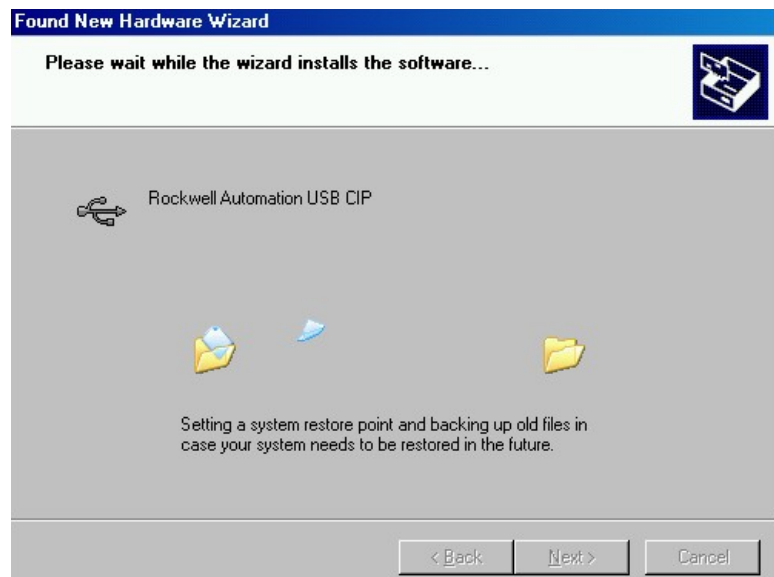 Found New Hardware Wizard
Please wait while the wizard installs the software...
Rockwell Automation USB CIP
Setting a system restore point and backing up old files in
case your system needs to be restored in the future.
< Back Next > Cancel